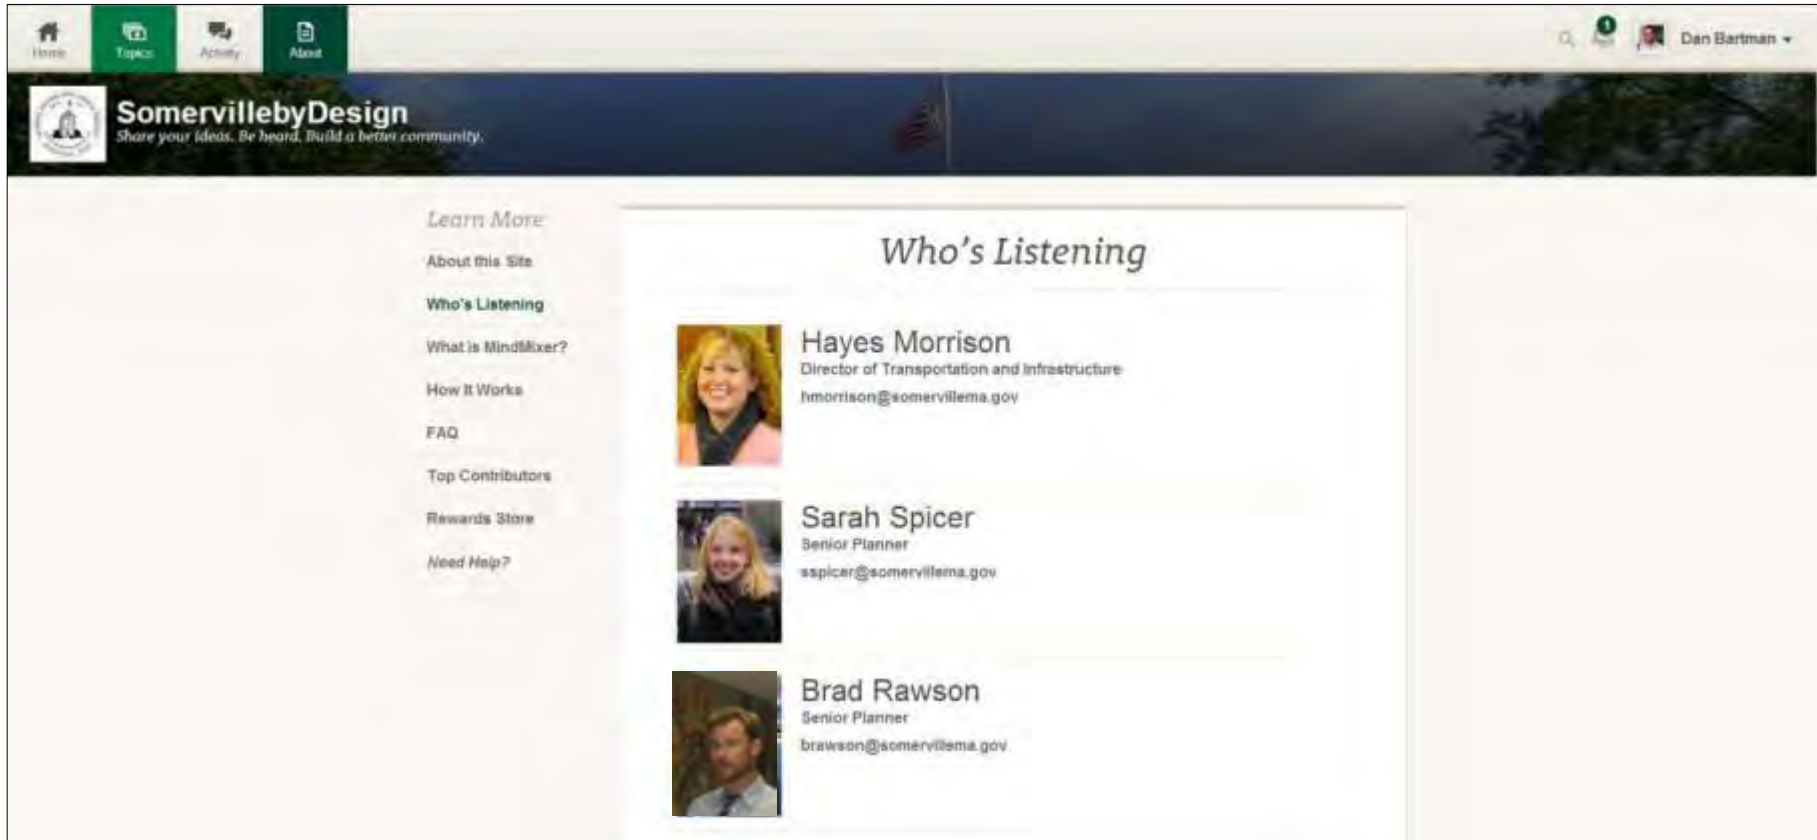 Home
Topics
Activity
About
Dan Bartman
SomervillebyDesign
Share your ideas. Be heard. Build a better community.
Learn More
About this Site
Who's Listening
What is MindMixer?
How It Works
FAQ
Top Contributors
Rewards Store
Need Help?
Who's Listening
Hayes Morrison
Director of Transportation and Infrastructure
hmorrison@somervillema.gov
Sarah Spicer
Senior Planner
sspicer@somervillema.gov
Brad Rawson
Senior Planner
brawson@somervillema.gov